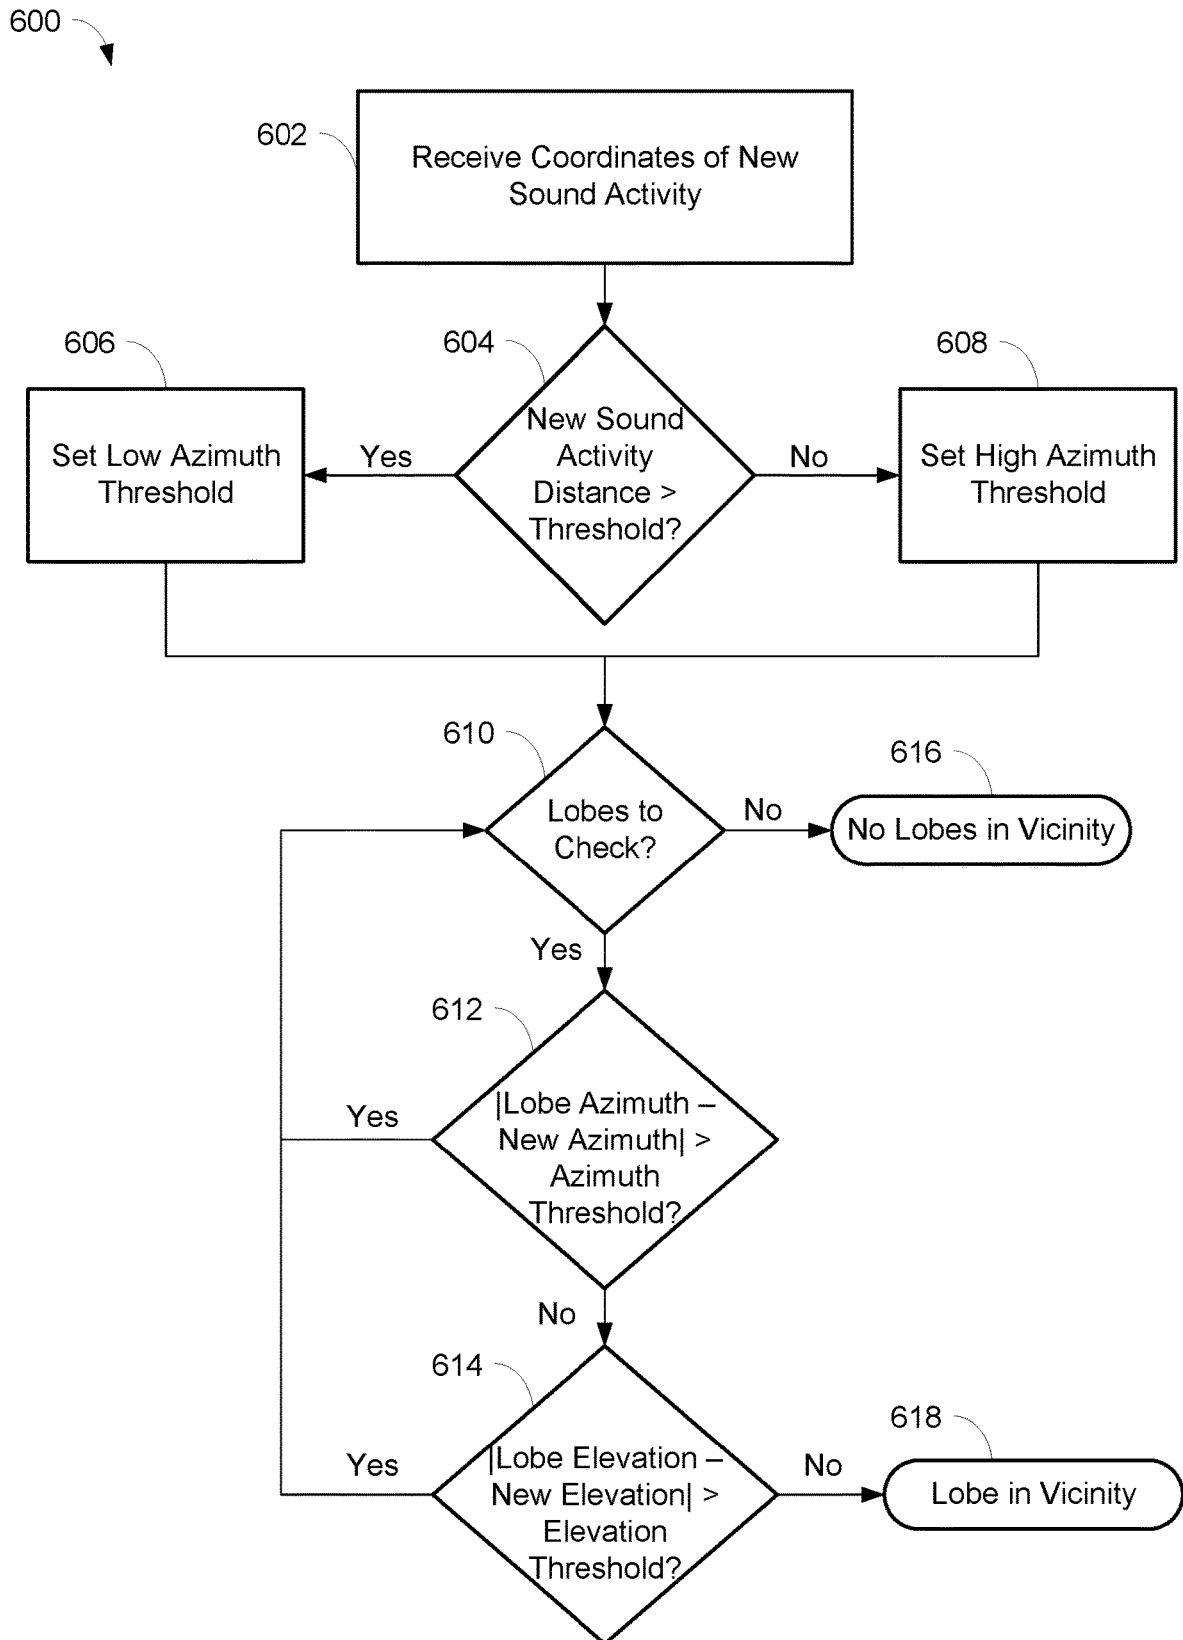 600
602
Receive Coordinates of New
Sound Activity
606
604
608
Set Low Azimuth
Threshold
Yes
New Sound
Activity
Distance >
Threshold?
No
Set High Azimuth
Threshold
610
616
Lobes to
Check?
No
No Lobes in Vicinity
Yes
612
Yes
|Lobe Azimuth –
New Azimuth| >
Azimuth
Threshold?
No
614
618
Yes
|Lobe Elevation –
New Elevation| >
Elevation
Threshold?
No
Lobe in Vicinity